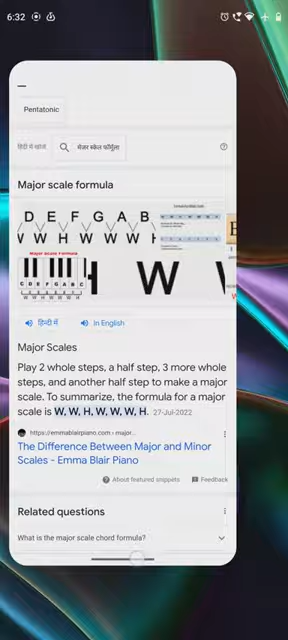 6:32
Pentatonic
हिंदी में खोजें
मेजर स्केल फॉर्मूला
Major scale formula
D E F G A B
W W H W W W H
Major Scale Formula
C D E F G A B C
W W H W W W H
W
हिन्दी में
In English
Major Scales
Play 2 whole steps, a half step, 3 more whole
steps, and another half step to make a major
scale. To summarize, the formula for a major
scale is W, W, H, W, W, W, H. 27-Jul-2022
https://emmablairpiano.com › major...
The Difference Between Major and Minor
Scales - Emma Blair Piano
About featured snippets
Feedback
Related questions
What is the major scale chord formula?